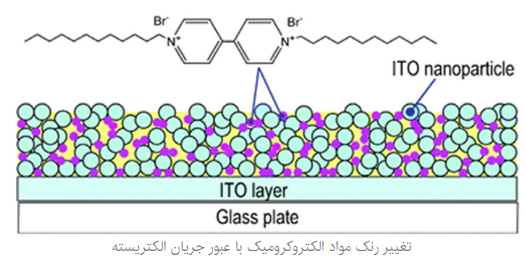 Br⁻ Br⁻
N⁺ N⁺
ITO nanoparticle
ITO layer
Glass plate
تغییر رنگ مواد الکتروکرومیک با عبور جریان الکتریسته